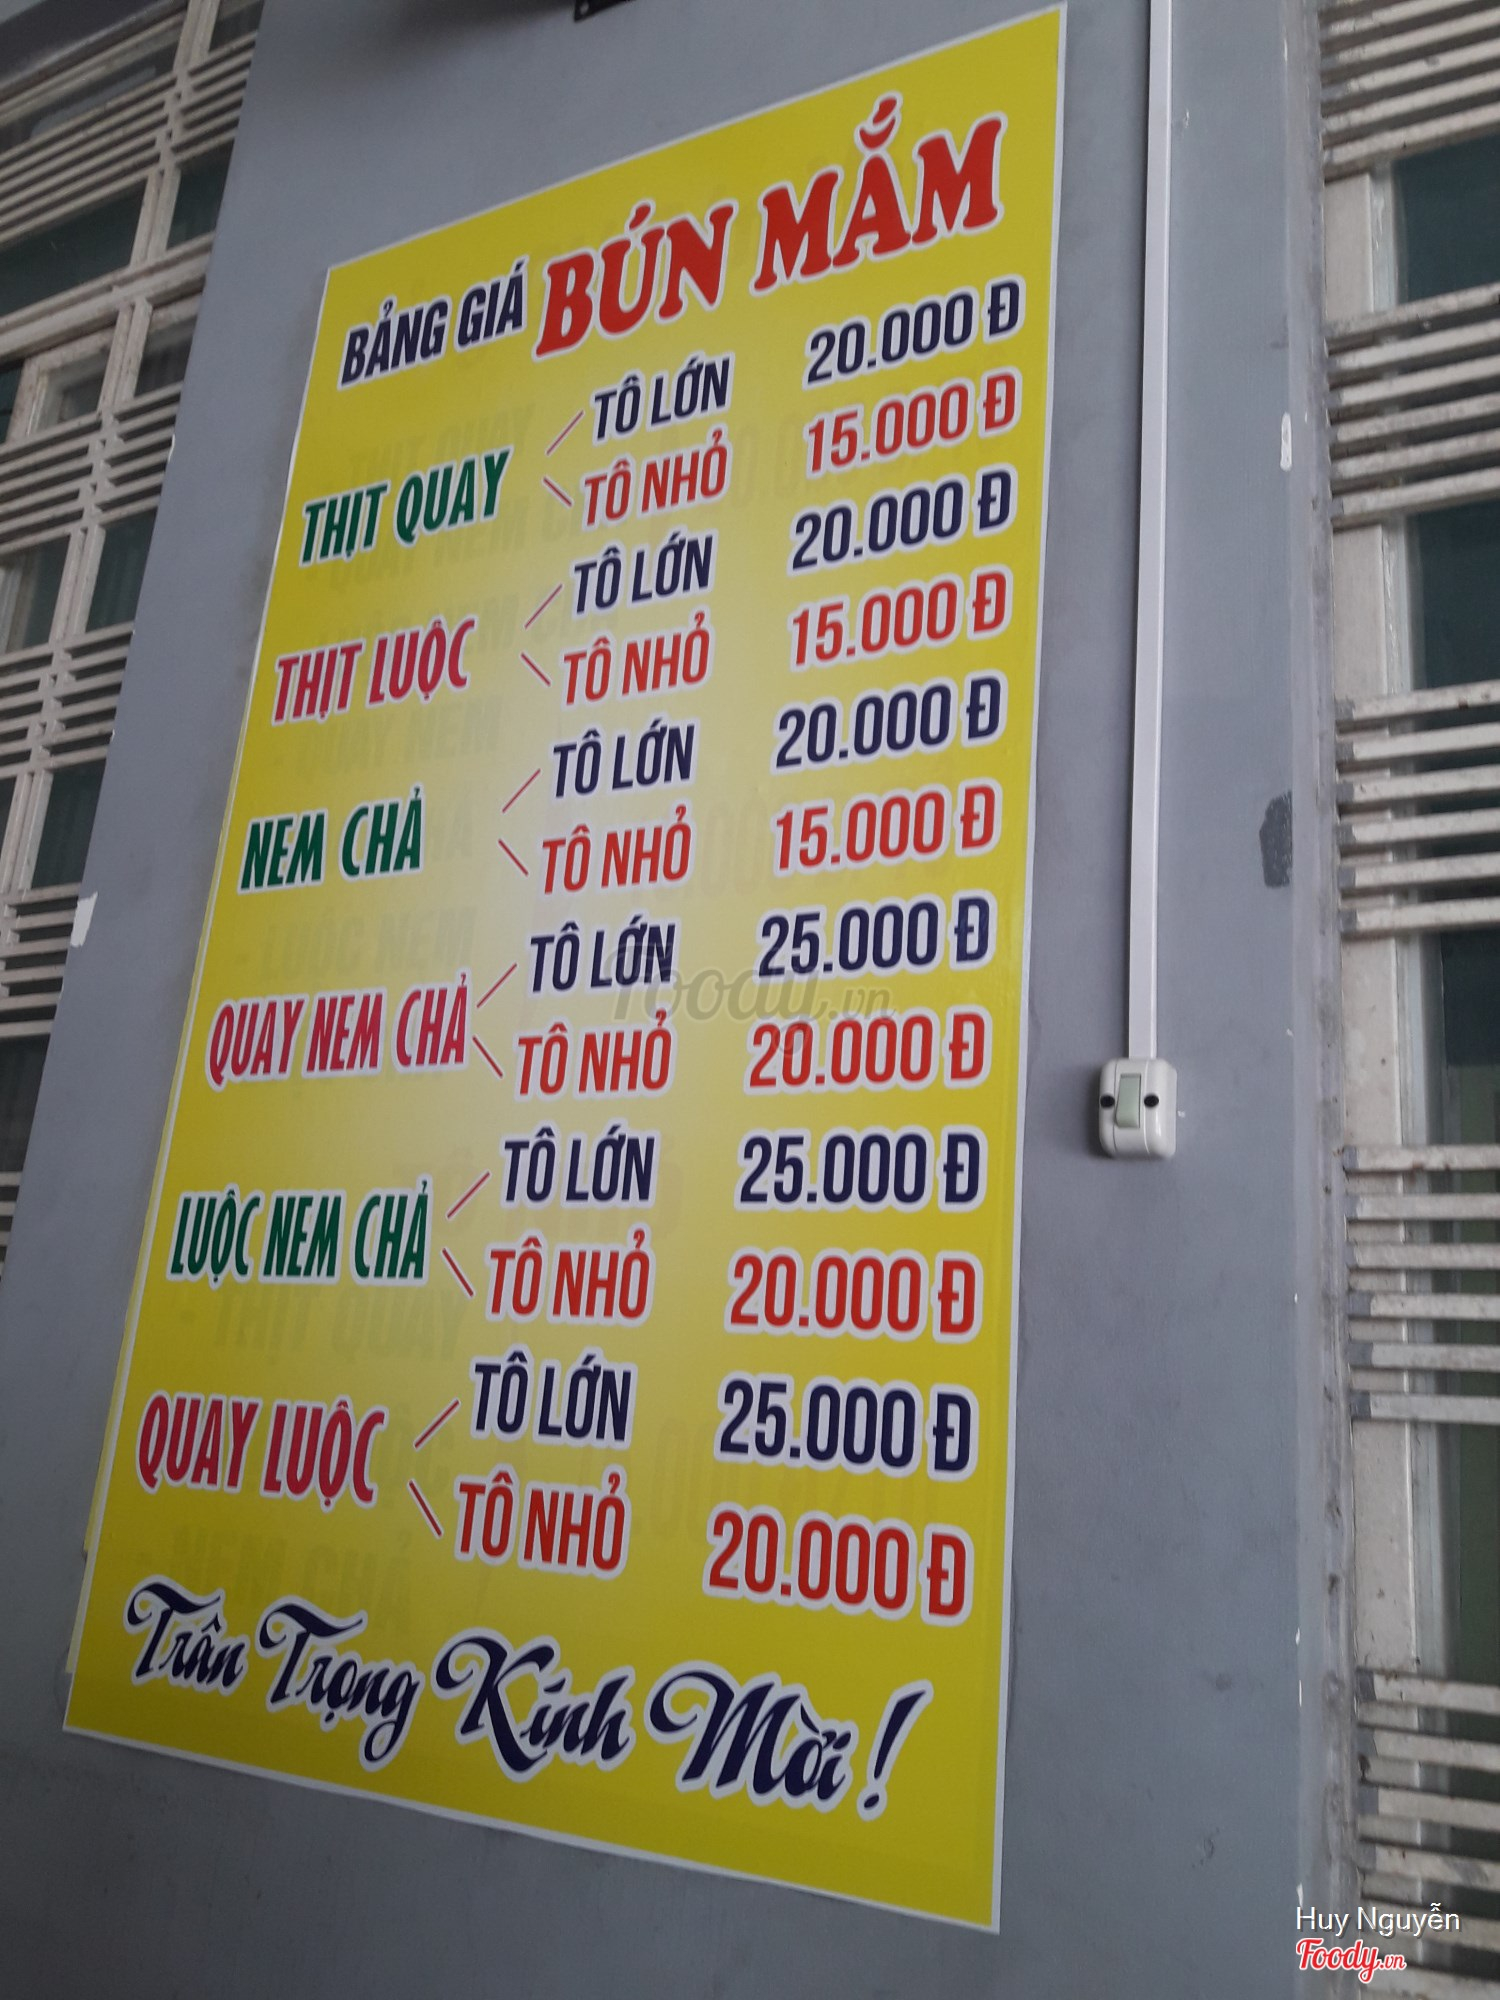 BẢNG GIÁ BÚN MẮM
THỊT QUAY
TÔ LỚN 20.000 Đ
TÔ NHỎ 15.000 Đ
THỊT LUỘC
TÔ LỚN 20.000 Đ
TÔ NHỎ 15.000 Đ
NEM CHẢ
TÔ LỚN 20.000 Đ
TÔ NHỎ 15.000 Đ
QUAY NEM CHẢ
TÔ LỚN 25.000 Đ
TÔ NHỎ 20.000 Đ
LUỘC NEM CHẢ
TÔ LỚN 25.000 Đ
TÔ NHỎ 20.000 Đ
QUAY LUỘC
TÔ LỚN 25.000 Đ
TÔ NHỎ 20.000 Đ
Trân Trọng Kính Mời !
Foody.vn
Huy Nguyễn
Foody.vn